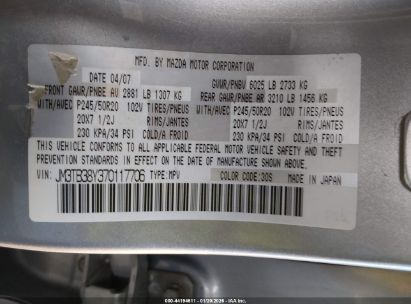 MFD. BY MAZDA MOTOR CORPORATION
DATE 04/07 GVWR/PNBV 6025 LB 2733 KG
FRONT GAWR/PNBE AV 2881 LB 1307 KG REAR GAWR/PNBE AR 3210 LB 1456 KG
WITH/AVEC P245/50R20 102V TIRES/PNEUS WITH/AVEC P245/50R20 102V TIRES/PNEUS
20X7 1/2J RIMS/JANTES 20X7 1/2J RIMS/JANTES
230 KPA/34 PSI COLD/A FROID 230 KPA/34 PSI COLD/A FROID
THIS VEHICLE CONFORMS TO ALL APPLICABLE FEDERAL MOTOR VEHICLE SAFETY AND THEFT
PREVENTION STANDARDS IN EFFECT ON THE DATE OF MANUFACTURE SHOWN ABOVE.
VIN: JM3TB38Y370117706 TYPE:MPV COLOR CODE:30S MADE IN JAPAN
000-44194611 - 01/20/2026 - IAA Inc.